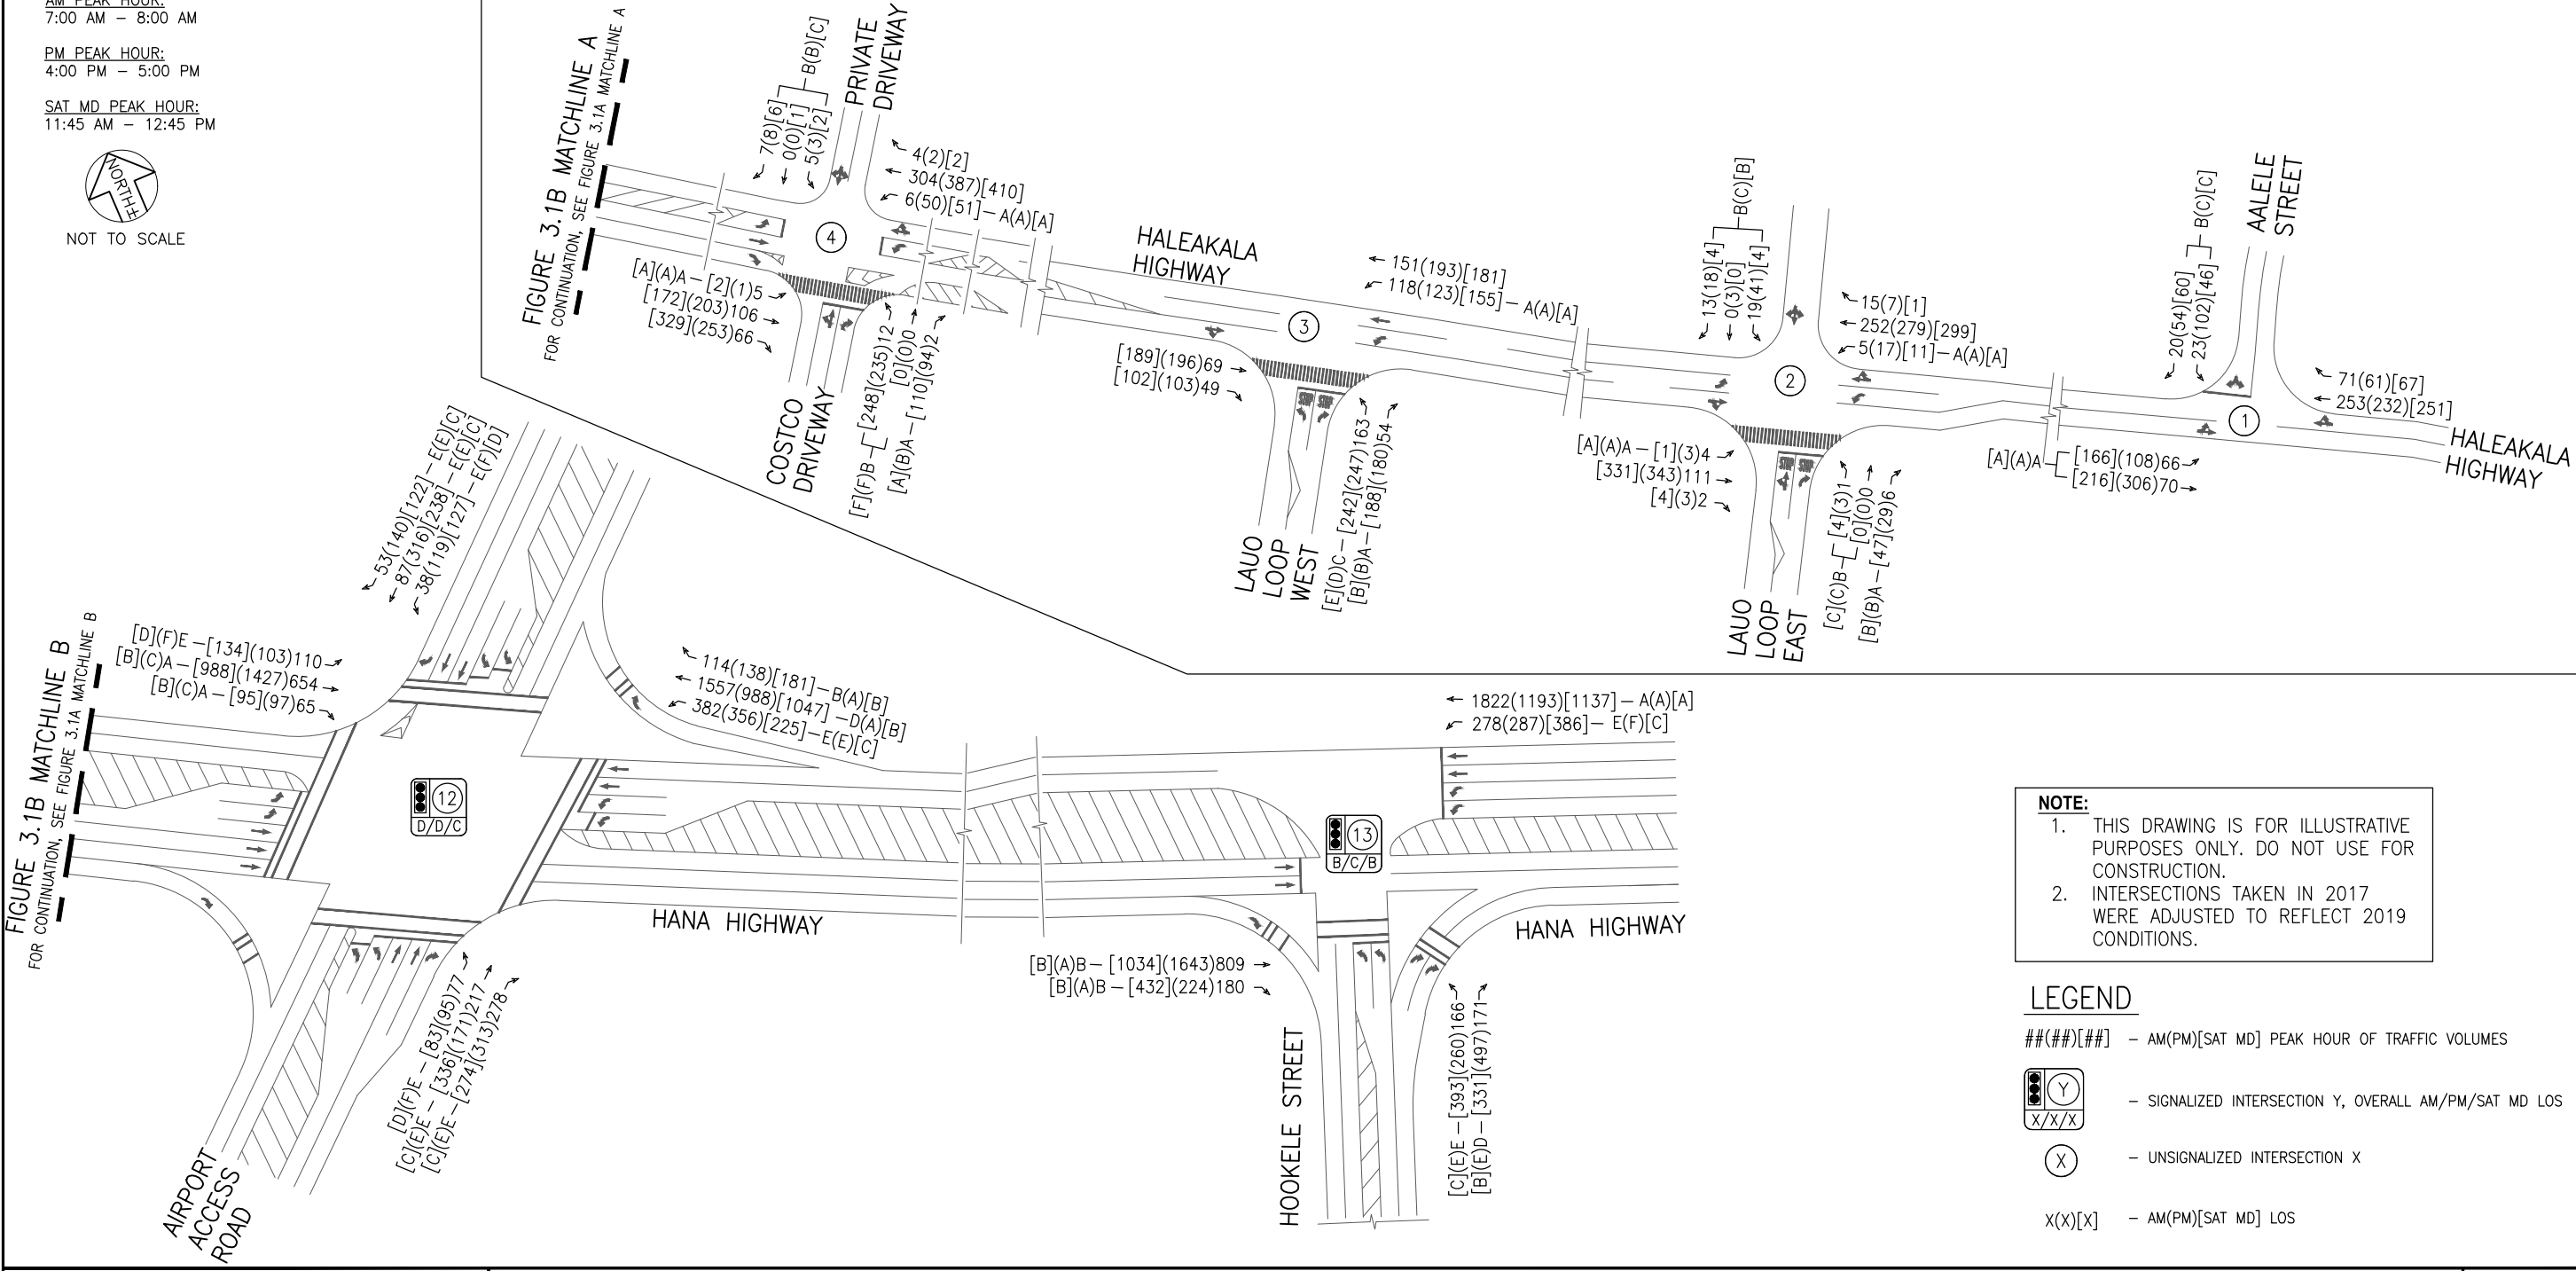 AM PEAK HOUR:
7:00 AM – 8:00 AM
PM PEAK HOUR:
4:00 PM – 5:00 PM
SAT MD PEAK HOUR:
11:45 AM – 12:45 PM
NORTH
NOT TO SCALE
FIGURE 3.1B MATCHLINE A
FOR CONTINUATION, SEE FIGURE 3.1A MATCHLINE A
7(8)[6]
0(0)[1]
5(3)[2]
B(B)[C]
PRIVATE
DRIVEWAY
4(2)[2]
304(387)[410]
6(50)[51]–A(A)[A]
4
[A](A)A–[2](1)5
[172](203)106
[329](253)66
COSTCO
DRIVEWAY
[F](F)B
[248](235)12
[0](0)0
[A](B)A–[110](94)2
HALEAKALA
HIGHWAY
151(193)[181]
118(123)[155]–A(A)[A]
3
[189](196)69
[102](103)49
STOP STOP
LAUO
LOOP
WEST
[E](D)C–[242](247)163
[B](B)A–[188](180)54
13(18)[4]
0(3)[0]
19(41)[4]
B(C)[B]
15(7)[1]
252(279)[299]
5(17)[11]–A(A)[A]
2
[A](A)A–[1](3)4
[331](343)111
[4](3)2
STOP STOP
LAUO
LOOP
EAST
[C](C)B
[4](3)1
[0](0)0
[B](B)A–[47](29)6
20(54)[60]
23(102)[46]
B(C)[C]
AALELE
STREET
71(61)[67]
253(232)[251]
1
[A](A)A
[166](108)66
[216](306)70
HALEAKALA
HIGHWAY
53(140)[122]–E(E)[C]
87(316)[238]–E(E)[C]
38(119)[127]–E(F)[D]
FIGURE 3.1B MATCHLINE B
FOR CONTINUATION, SEE FIGURE 3.1A MATCHLINE B
[D](F)E–[134](103)110
[B](C)A–[988](1427)654
[B](C)A–[95](97)65
114(138)[181]–B(A)[B]
1557(988)[1047]–D(A)[B]
382(356)[225]–E(E)[C]
12
D/D/C
[D](F)E–[83](95)77
[C](E)E–[336](171)217
[C](E)E–[274](313)278
AIRPORT
ACCESS
ROAD
HANA HIGHWAY
1822(1193)[1137]–A(A)[A]
278(287)[386]–E(F)[C]
13
B/C/B
HANA HIGHWAY
[B](A)B–[1034](1643)809
[B](A)B–[432](224)180
HOOKELE STREET
[C](E)E–[393](260)166
[B](E)D–[331](497)171
NOTE:
1. THIS DRAWING IS FOR ILLUSTRATIVE
PURPOSES ONLY. DO NOT USE FOR
CONSTRUCTION.
2. INTERSECTIONS TAKEN IN 2017
WERE ADJUSTED TO REFLECT 2019
CONDITIONS.
LEGEND
##(##)[##] – AM(PM)[SAT MD] PEAK HOUR OF TRAFFIC VOLUMES
Y
X/X/X
– SIGNALIZED INTERSECTION Y, OVERALL AM/PM/SAT MD LOS
X – UNSIGNALIZED INTERSECTION X
X(X)[X] – AM(PM)[SAT MD] LOS